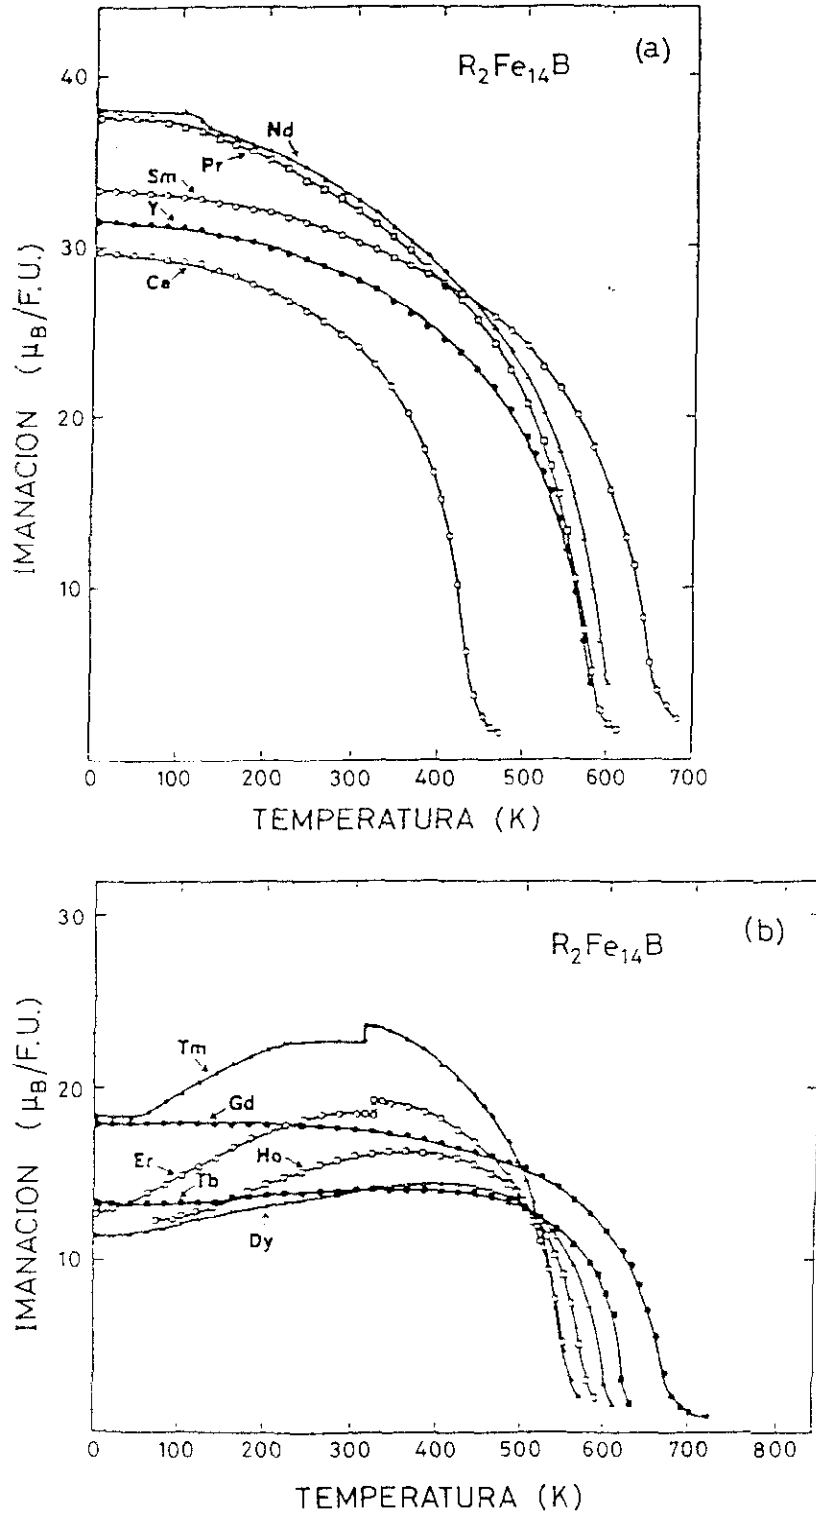 (a)
R₂Fe₁₄B
40
30
20
10
IMANACION (μB/F.U.)
Nd
Pr
Sm
Y
Ce
0 100 200 300 400 500 600 700
TEMPERATURA (K)
(b)
R₂Fe₁₄B
30
20
10
IMANACION (μB/F.U.)
Tm
Gd
Er
Ho
Tb
Dy
0 100 200 300 400 500 600 700 800
TEMPERATURA (K)